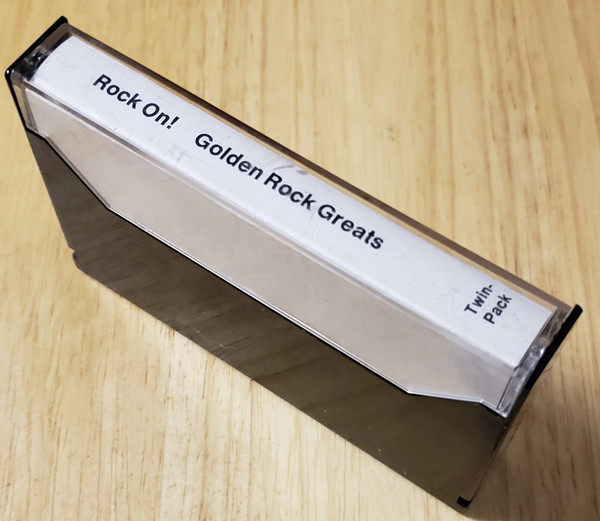 Rock On! Golden Rock Greats
Twin-
Pack